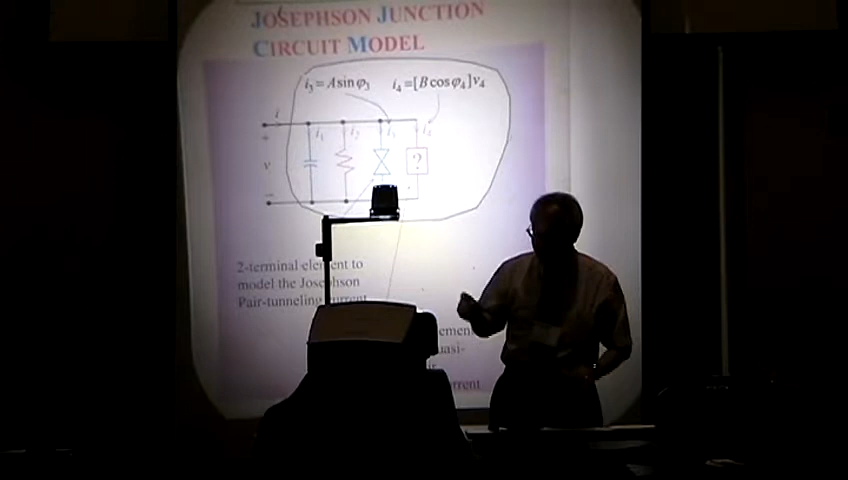 JOSEPHSON JUNCTION
CIRCUIT MODEL
i₃ = A sin φ₃ i₄ = [B cos φ₄]v₄
i
+ i₁ i₂ i₃ i₄
v ?
−
2-terminal element to
model the Josephson
Pair-tunneling current